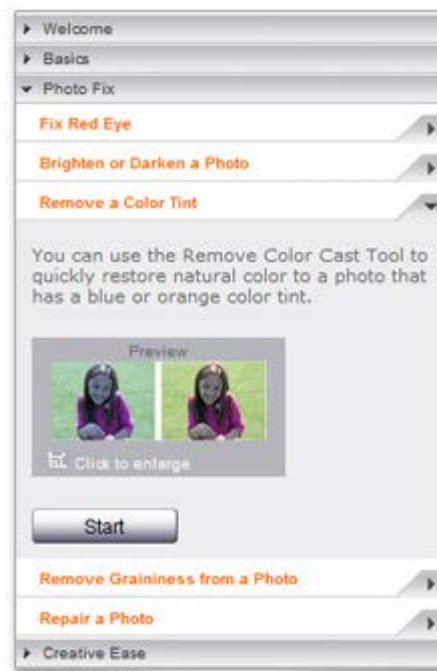 Welcome
Basics
Photo Fix
Fix Red Eye
Brighten or Darken a Photo
Remove a Color Tint
You can use the Remove Color Cast Tool to
quickly restore natural color to a photo that
has a blue or orange color tint.
Preview
Click to enlarge
Start
Remove Graininess from a Photo
Repair a Photo
Creative Ease